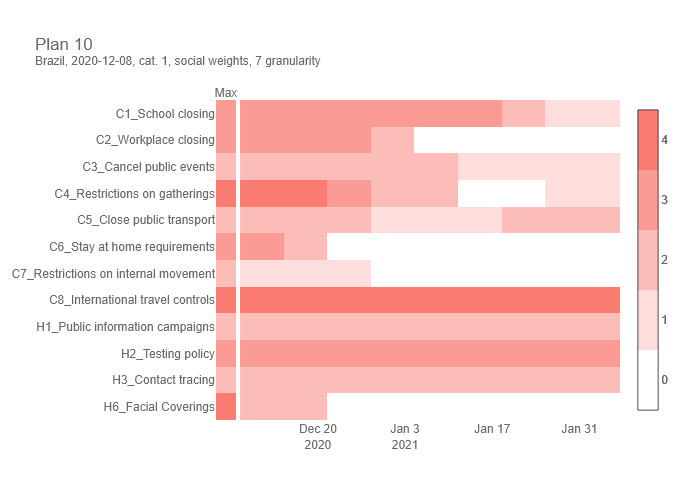 Plan 10
Brazil, 2020-12-08, cat. 1, social weights, 7 granularity
Max
C1_School closing
C2_Workplace closing
C3_Cancel public events
C4_Restrictions on gatherings
C5_Close public transport
C6_Stay at home requirements
C7_Restrictions on internal movement
C8_International travel controls
H1_Public information campaigns
H2_Testing policy
H3_Contact tracing
H6_Facial Coverings
Dec 20 Jan 3 Jan 17 Jan 31
2020 2021
4
3
2
1
0